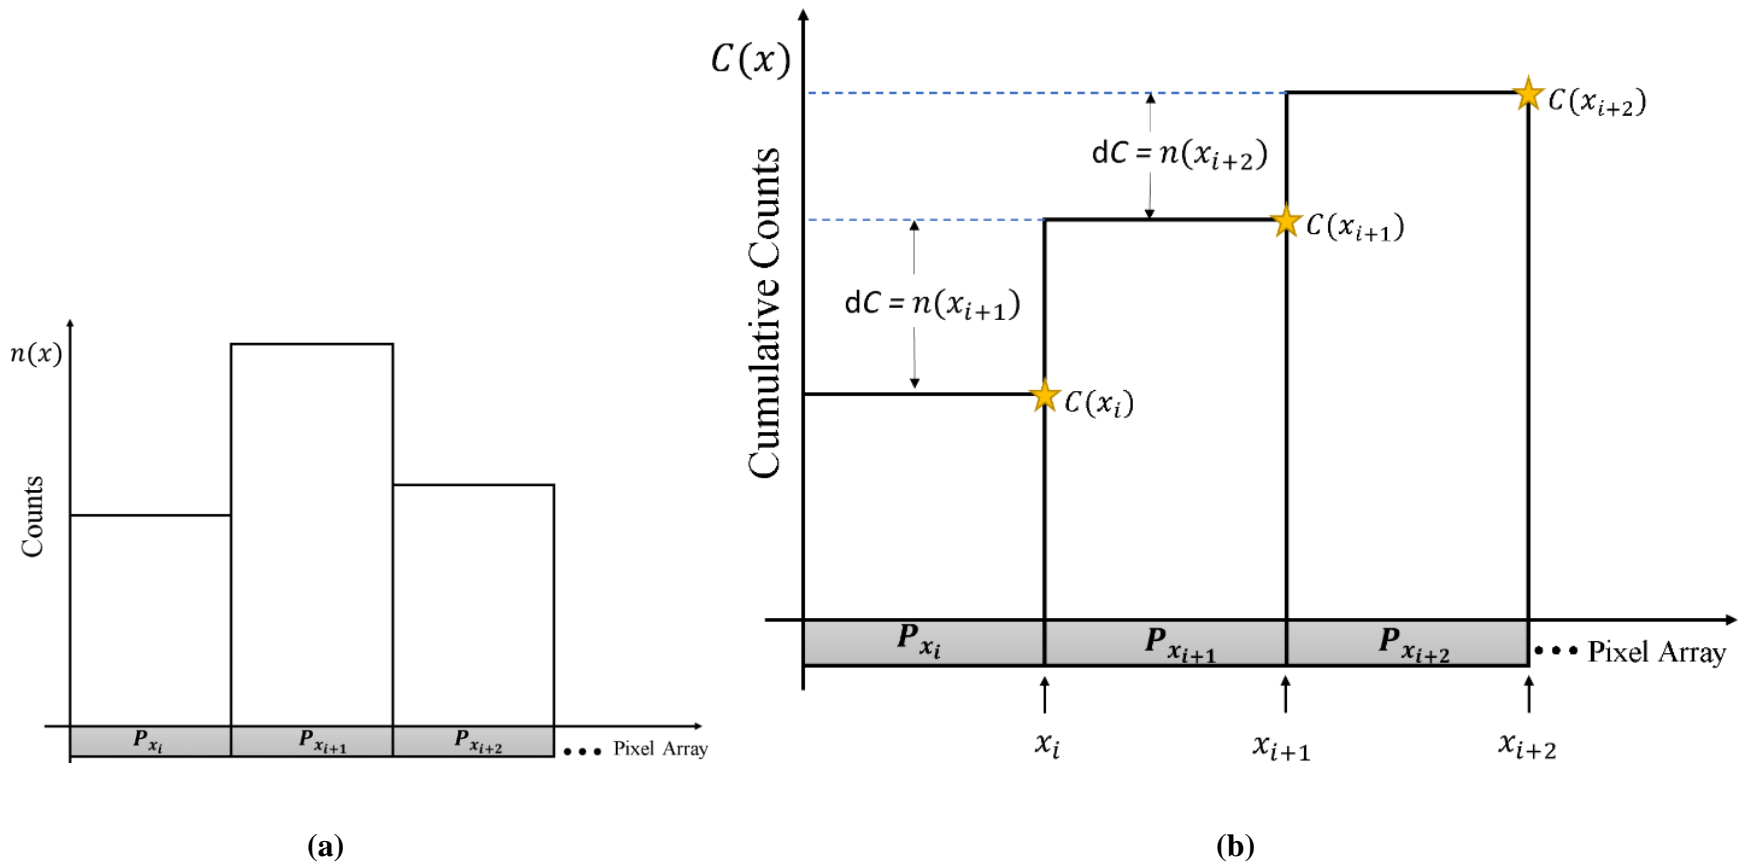 n(x)
Counts
P_{x_i} P_{x_{i+1}} P_{x_{i+2}} ••• Pixel Array
(a)
C(x)
Cumulative Counts
C(x_{i+2})
dC = n(x_{i+2})
C(x_{i+1})
dC = n(x_{i+1})
C(x_i)
P_{x_i} P_{x_{i+1}} P_{x_{i+2}} ••• Pixel Array
x_i x_{i+1} x_{i+2}
(b)